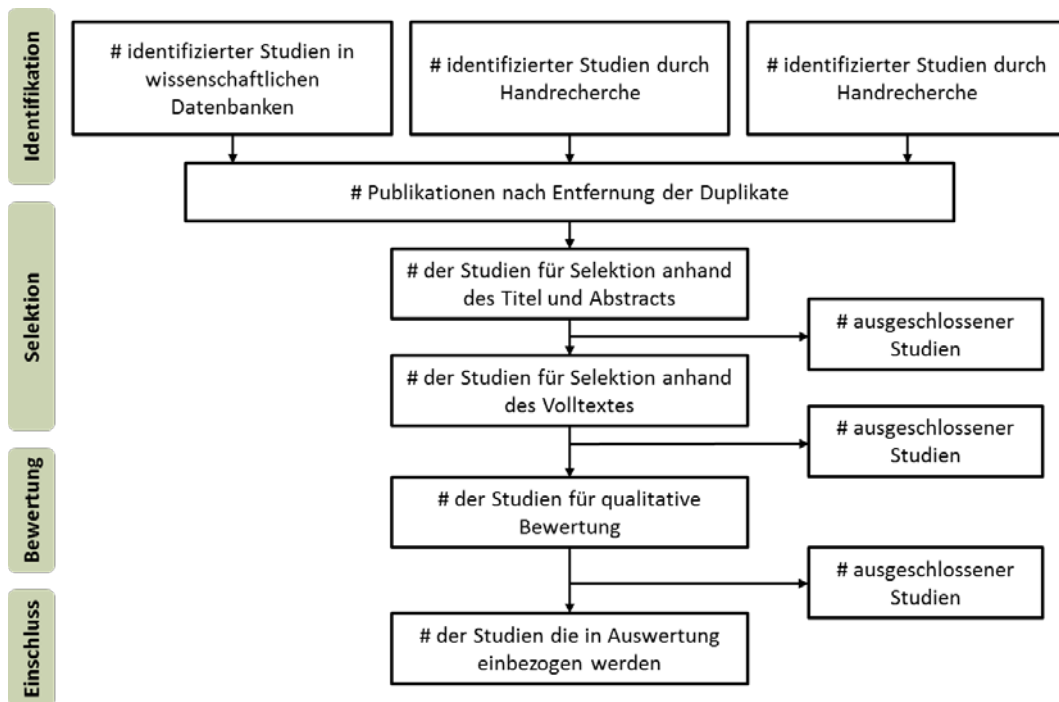 Identifikation
# identifizierter Studien in
wissenschaftlichen
Datenbanken
# identifizierter Studien durch
Handrecherche
# identifizierter Studien durch
Handrecherche
# Publikationen nach Entfernung der Duplikate
Selektion
# der Studien für Selektion anhand
des Titel und Abstracts
# ausgeschlossener
Studien
# der Studien für Selektion anhand
des Volltextes
# ausgeschlossener
Studien
Bewertung
# der Studien für qualitative
Bewertung
# ausgeschlossener
Studien
Einschluss
# der Studien die in Auswertung
einbezogen werden